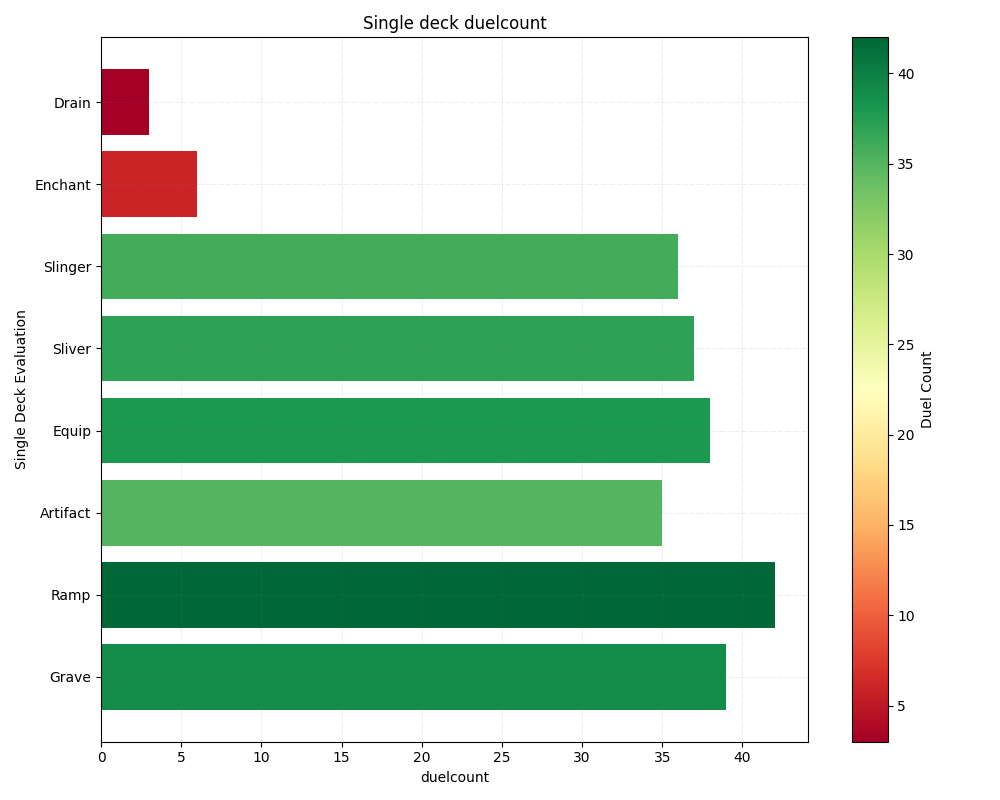 Single deck duelcount
Single Deck Evaluation
Drain
Enchant
Slinger
Sliver
Equip
Artifact
Ramp
Grave
0 5 10 15 20 25 30 35 40
duelcount
40
35
30
25
20
15
10
5
Duel Count